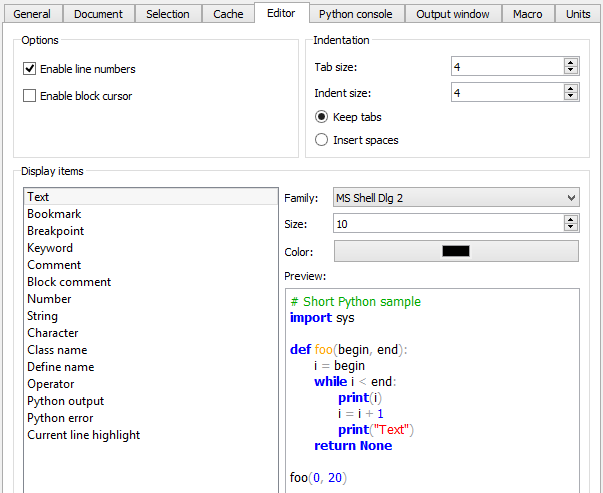 General Document Selection Cache Editor Python console Output window Macro Units
Options
Enable line numbers
Enable block cursor
Indentation
Tab size: 4
Indent size: 4
Keep tabs
Insert spaces
Display items
Text
Bookmark
Breakpoint
Keyword
Comment
Block comment
Number
String
Character
Class name
Define name
Operator
Python output
Python error
Current line highlight
Family: MS Shell Dlg 2
Size: 10
Color:
Preview:
# Short Python sample
import sys
def foo(begin, end):
i = begin
while i < end:
print(i)
i = i + 1
print("Text")
return None
foo(0, 20)